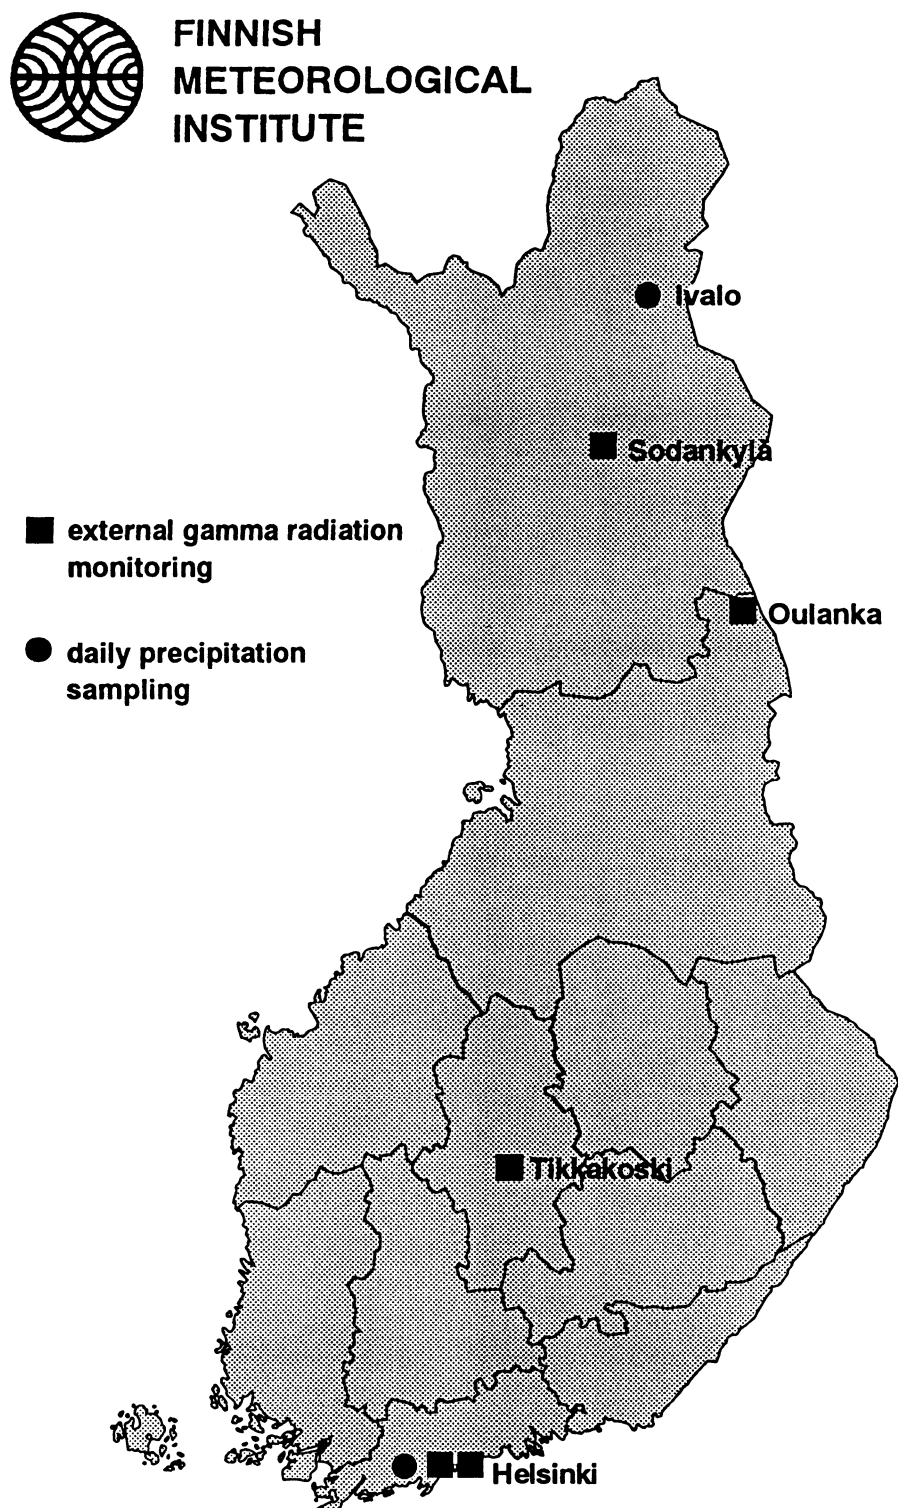 FINNISH
METEOROLOGICAL
INSTITUTE
Ivalo
Sodankylä
external gamma radiation
monitoring
Oulanka
daily precipitation
sampling
Tikkakoski
Helsinki